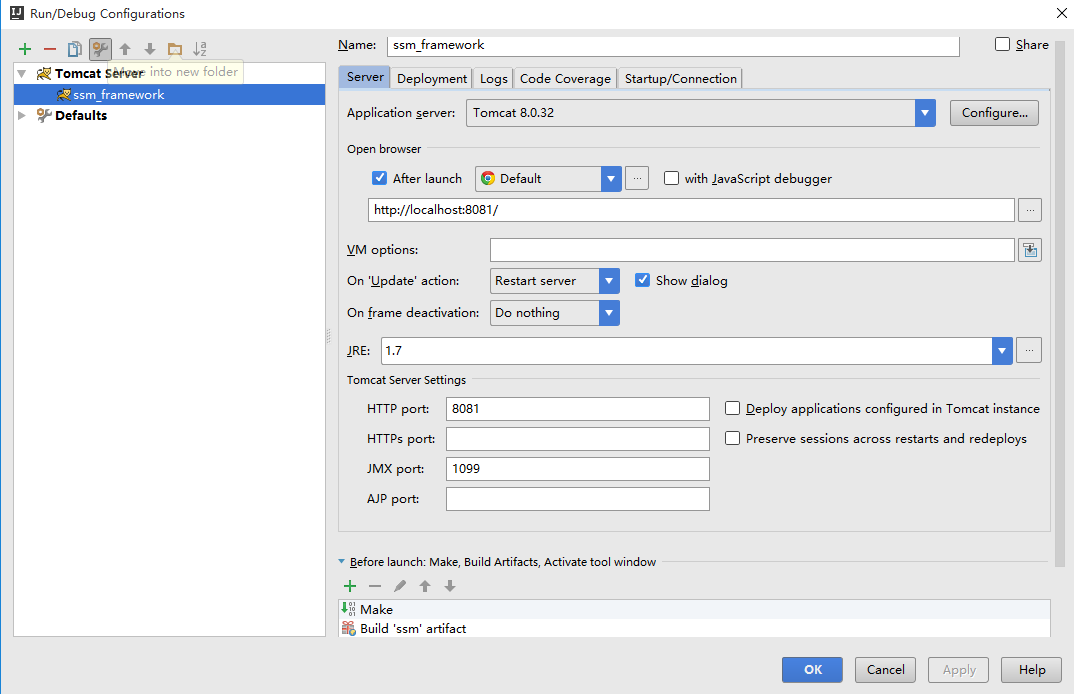 Run/Debug Configurations
Name: ssm_framework Share
Tomcat Server
Move into new folder
ssm_framework
Defaults
Server Deployment Logs Code Coverage Startup/Connection
Application server: Tomcat 8.0.32 Configure...
Open browser
After launch Default ... with JavaScript debugger
http://localhost:8081/ ...
VM options:
On 'Update' action: Restart server Show dialog
On frame deactivation: Do nothing
JRE: 1.7 ...
Tomcat Server Settings
HTTP port: 8081 Deploy applications configured in Tomcat instance
HTTPs port: Preserve sessions across restarts and redeploys
JMX port: 1099
AJP port:
Before launch: Make, Build Artifacts, Activate tool window
Make
Build 'ssm' artifact
OK Cancel Apply Help